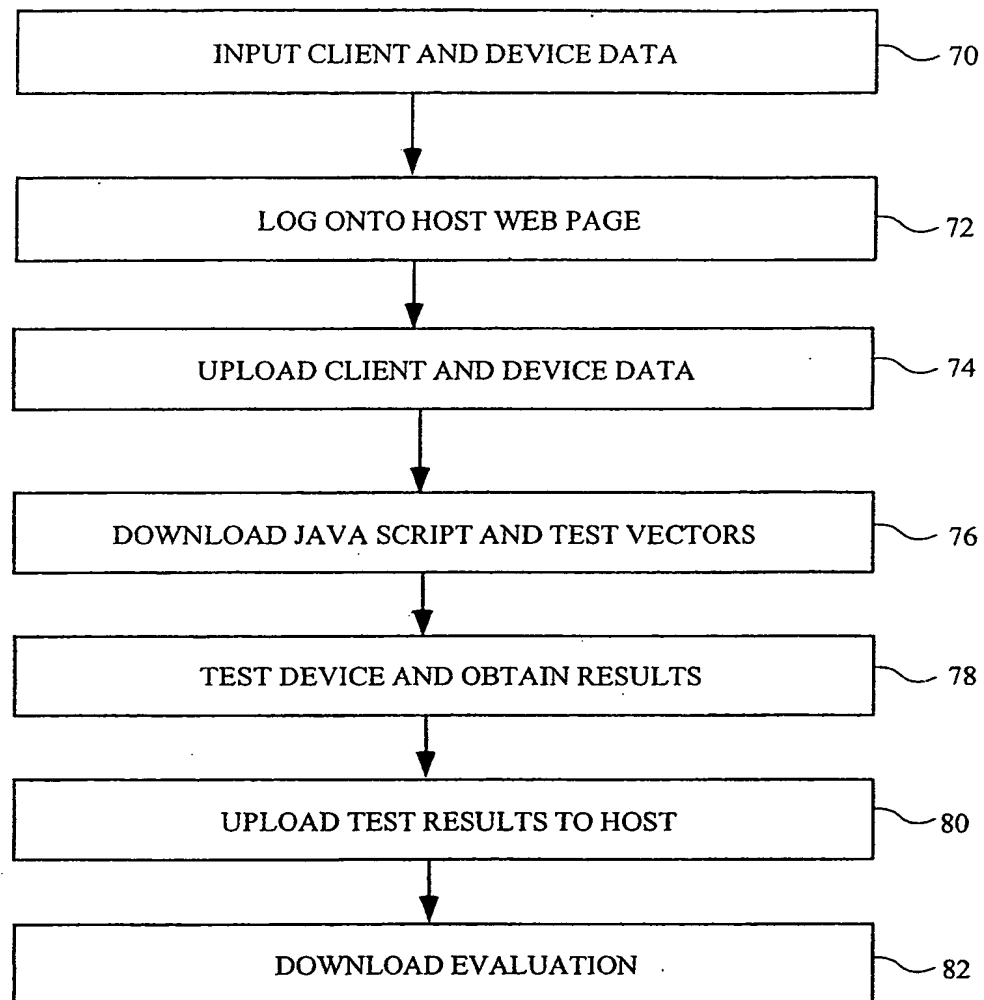 INPUT CLIENT AND DEVICE DATA 70
LOG ONTO HOST WEB PAGE 72
UPLOAD CLIENT AND DEVICE DATA 74
DOWNLOAD JAVA SCRIPT AND TEST VECTORS 76
TEST DEVICE AND OBTAIN RESULTS 78
UPLOAD TEST RESULTS TO HOST 80
DOWNLOAD EVALUATION 82